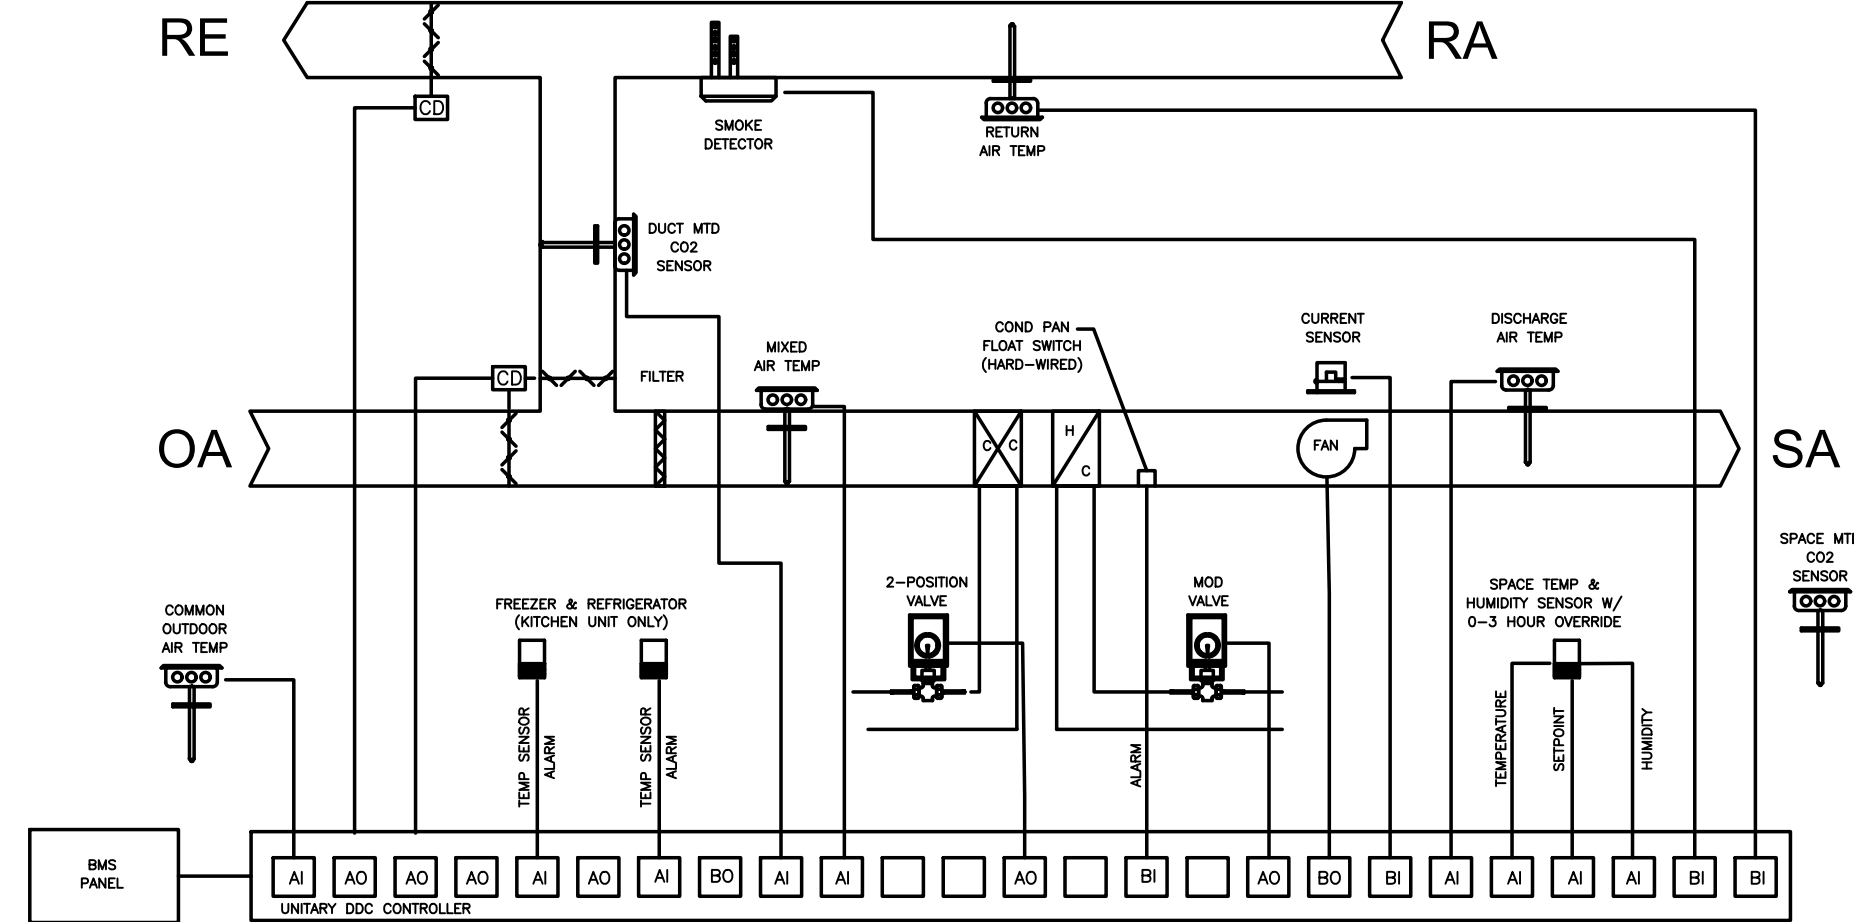 RE
RA
CD
SMOKE
DETECTOR
RETURN
AIR TEMP
DUCT MTD
CO2
SENSOR
COND PAN
FLOAT SWITCH
(HARD-WIRED)
CURRENT
SENSOR
DISCHARGE
AIR TEMP
MIXED
AIR TEMP
CD
FILTER
OA
C C
H
C
FAN
SA
SPACE MTD
CO2
SENSOR
COMMON
OUTDOOR
AIR TEMP
FREEZER & REFRIGERATOR
(KITCHEN UNIT ONLY)
2-POSITION
VALVE
MOD
VALVE
SPACE TEMP &
HUMIDITY SENSOR W/
0-3 HOUR OVERRIDE
TEMP SENSOR
ALARM
TEMP SENSOR
ALARM
ALARM
TEMPERATURE
SETPOINT
HUMIDITY
BMS
PANEL
AI AO AO AO AI AO AI BO AI AI AO BI AO BO BI AI AI AI AI BI BI
UNITARY DDC CONTROLLER